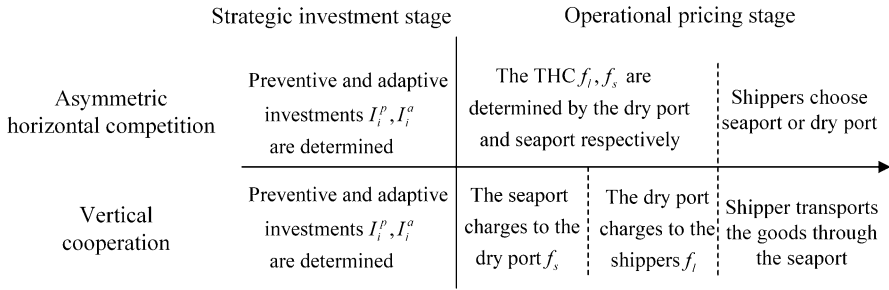 Strategic investment stage
Operational pricing stage
Asymmetric
horizontal competition
Preventive and adaptive
investments I_i^p, I_i^a
are determined
The THC f_l, f_s are
determined by the dry port
and seaport respectively
Shippers choose
seaport or dry port
Vertical
cooperation
Preventive and adaptive
investments I_i^p, I_i^a
are determined
The seaport
charges to the
dry port f_s
The dry port
charges to the
shippers f_l
Shipper transports
the goods through
the seaport